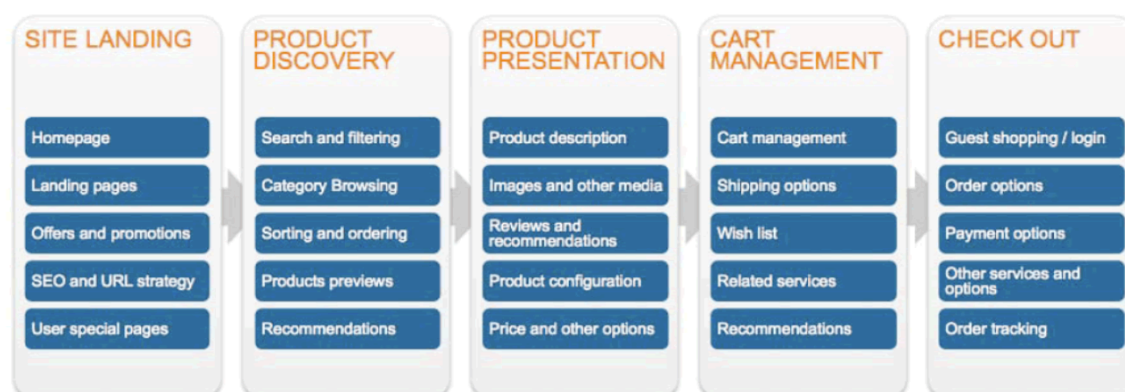 SITE LANDING
Homepage
Landing pages
Offers and promotions
SEO and URL strategy
User special pages
PRODUCT
DISCOVERY
Search and filtering
Category Browsing
Sorting and ordering
Products previews
Recommendations
PRODUCT
PRESENTATION
Product description
Images and other media
Reviews and
recommendations
Product configuration
Price and other options
CART
MANAGEMENT
Cart management
Shipping options
Wish list
Related services
Recommendations
CHECK OUT
Guest shopping / login
Order options
Payment options
Other services and
options
Order tracking